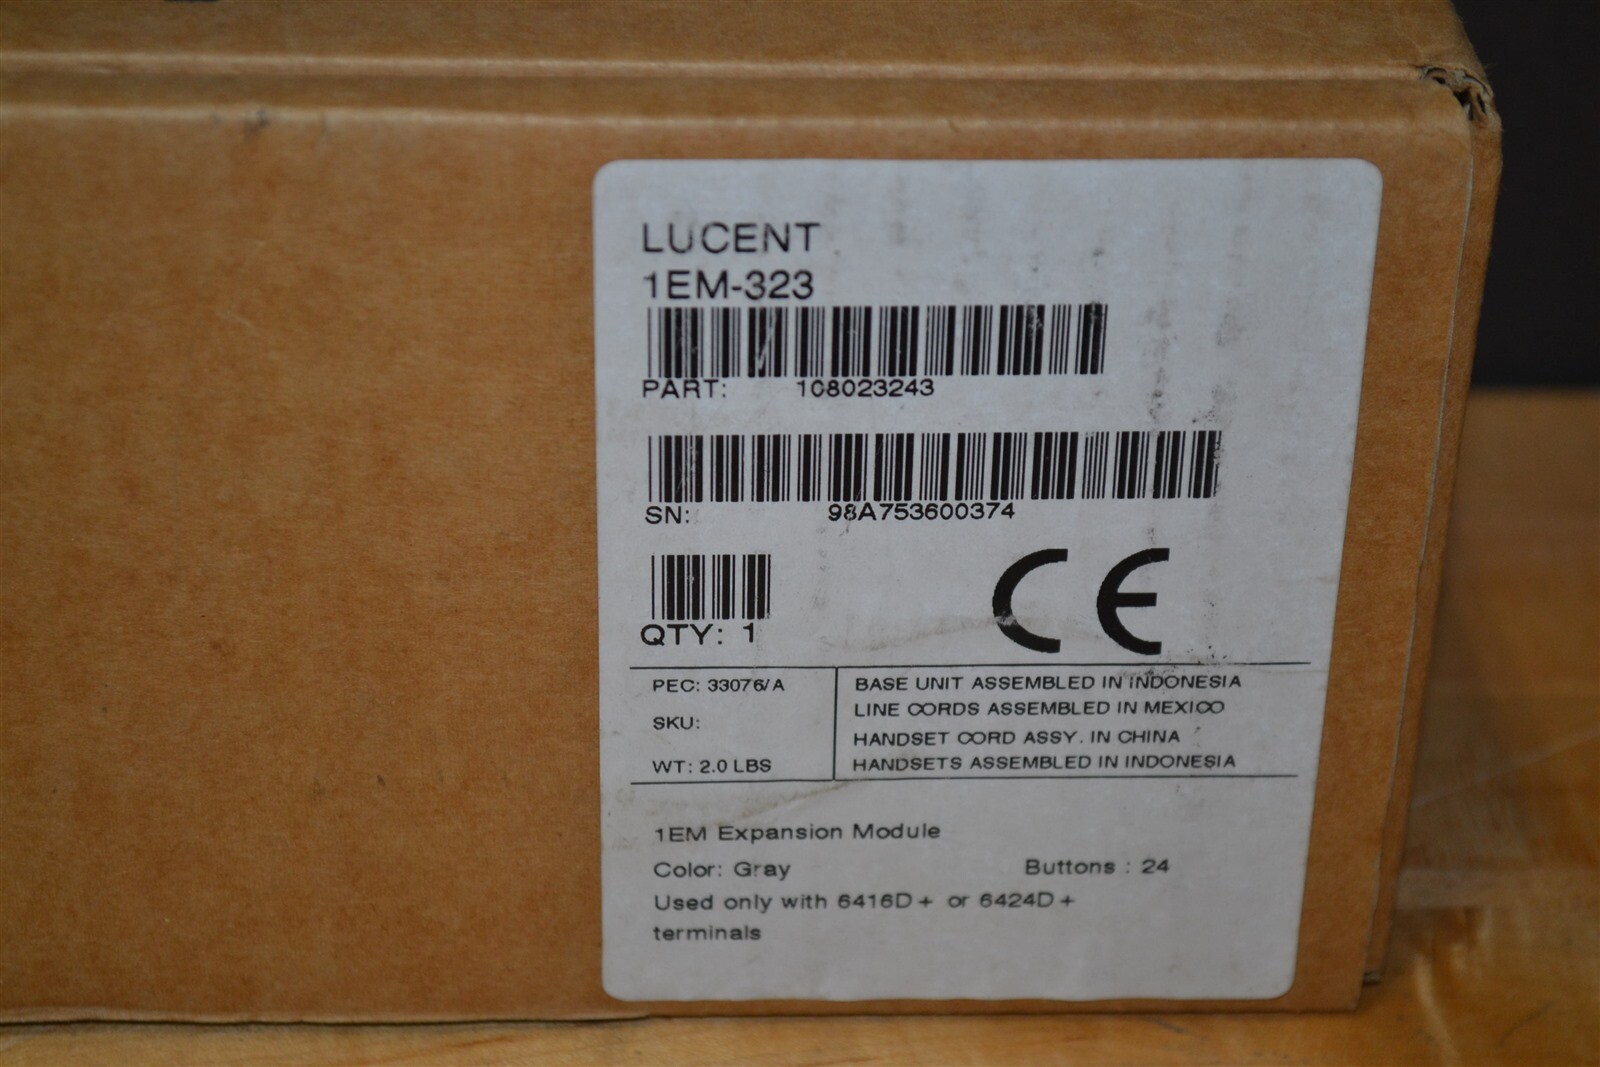 LUCENT
1EM-323
PART: 108023243
SN: 98A753600374
QTY: 1
CE
PEC: 33076/A
SKU:
WT: 2.0 LBS
BASE UNIT ASSEMBLED IN INDONESIA
LINE CORDS ASSEMBLED IN MEXICO
HANDSET CORD ASSY. IN CHINA
HANDSETS ASSEMBLED IN INDONESIA
1EM Expansion Module
Color: Gray Buttons : 24
Used only with 6416D+ or 6424D+
terminals